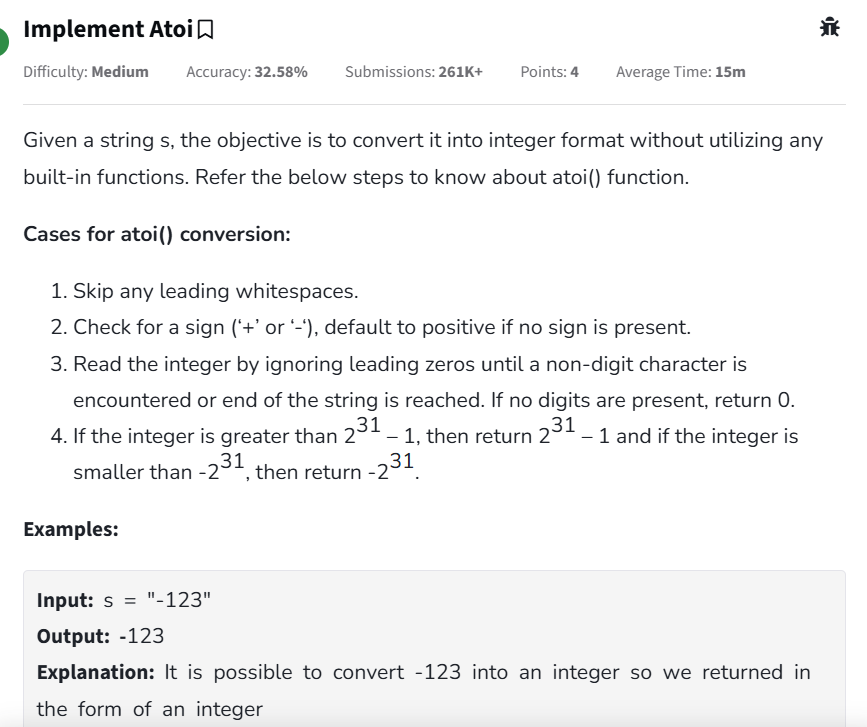 Implement Atoi
Difficulty: Medium Accuracy: 32.58% Submissions: 261K+ Points: 4 Average Time: 15m
Given a string s, the objective is to convert it into integer format without utilizing any
built-in functions. Refer the below steps to know about atoi() function.
Cases for atoi() conversion:
1. Skip any leading whitespaces.
2. Check for a sign (‘+’ or ‘-‘), default to positive if no sign is present.
3. Read the integer by ignoring leading zeros until a non-digit character is
encountered or end of the string is reached. If no digits are present, return 0.
4. If the integer is greater than 2^31 – 1, then return 2^31 – 1 and if the integer is
smaller than -2^31, then return -2^31.
Examples:
Input: s = "-123"
Output: -123
Explanation: It is possible to convert -123 into an integer so we returned in
the form of an integer